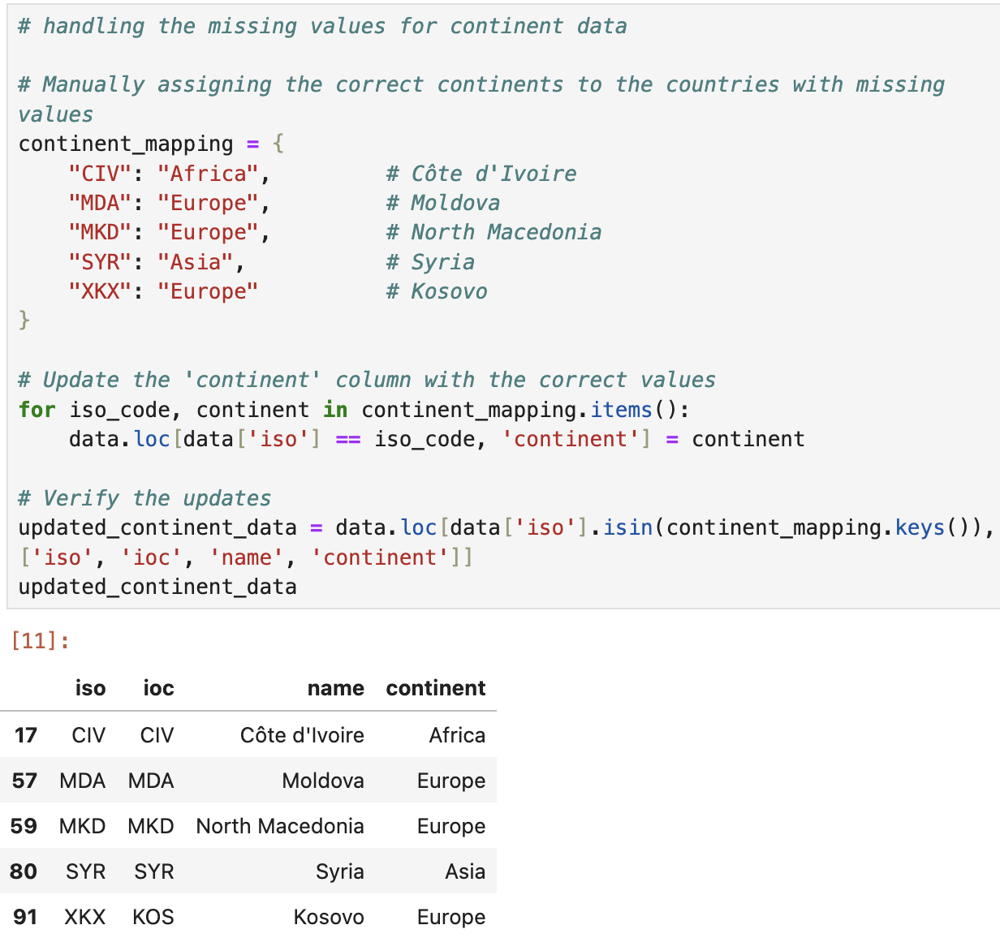 # handling the missing values for continent data
# Manually assigning the correct continents to the countries with missing
values
continent_mapping = {
    "CIV": "Africa",         # Côte d'Ivoire
    "MDA": "Europe",         # Moldova
    "MKD": "Europe",         # North Macedonia
    "SYR": "Asia",           # Syria
    "XKX": "Europe"          # Kosovo
}
# Update the 'continent' column with the correct values
for iso_code, continent in continent_mapping.items():
    data.loc[data['iso'] == iso_code, 'continent'] = continent
# Verify the updates
updated_continent_data = data.loc[data['iso'].isin(continent_mapping.keys()),
['iso', 'ioc', 'name', 'continent']]
updated_continent_data
[11]:
iso ioc name continent
17 CIV CIV Côte d'Ivoire Africa
57 MDA MDA Moldova Europe
59 MKD MKD North Macedonia Europe
80 SYR SYR Syria Asia
91 XKX KOS Kosovo Europe